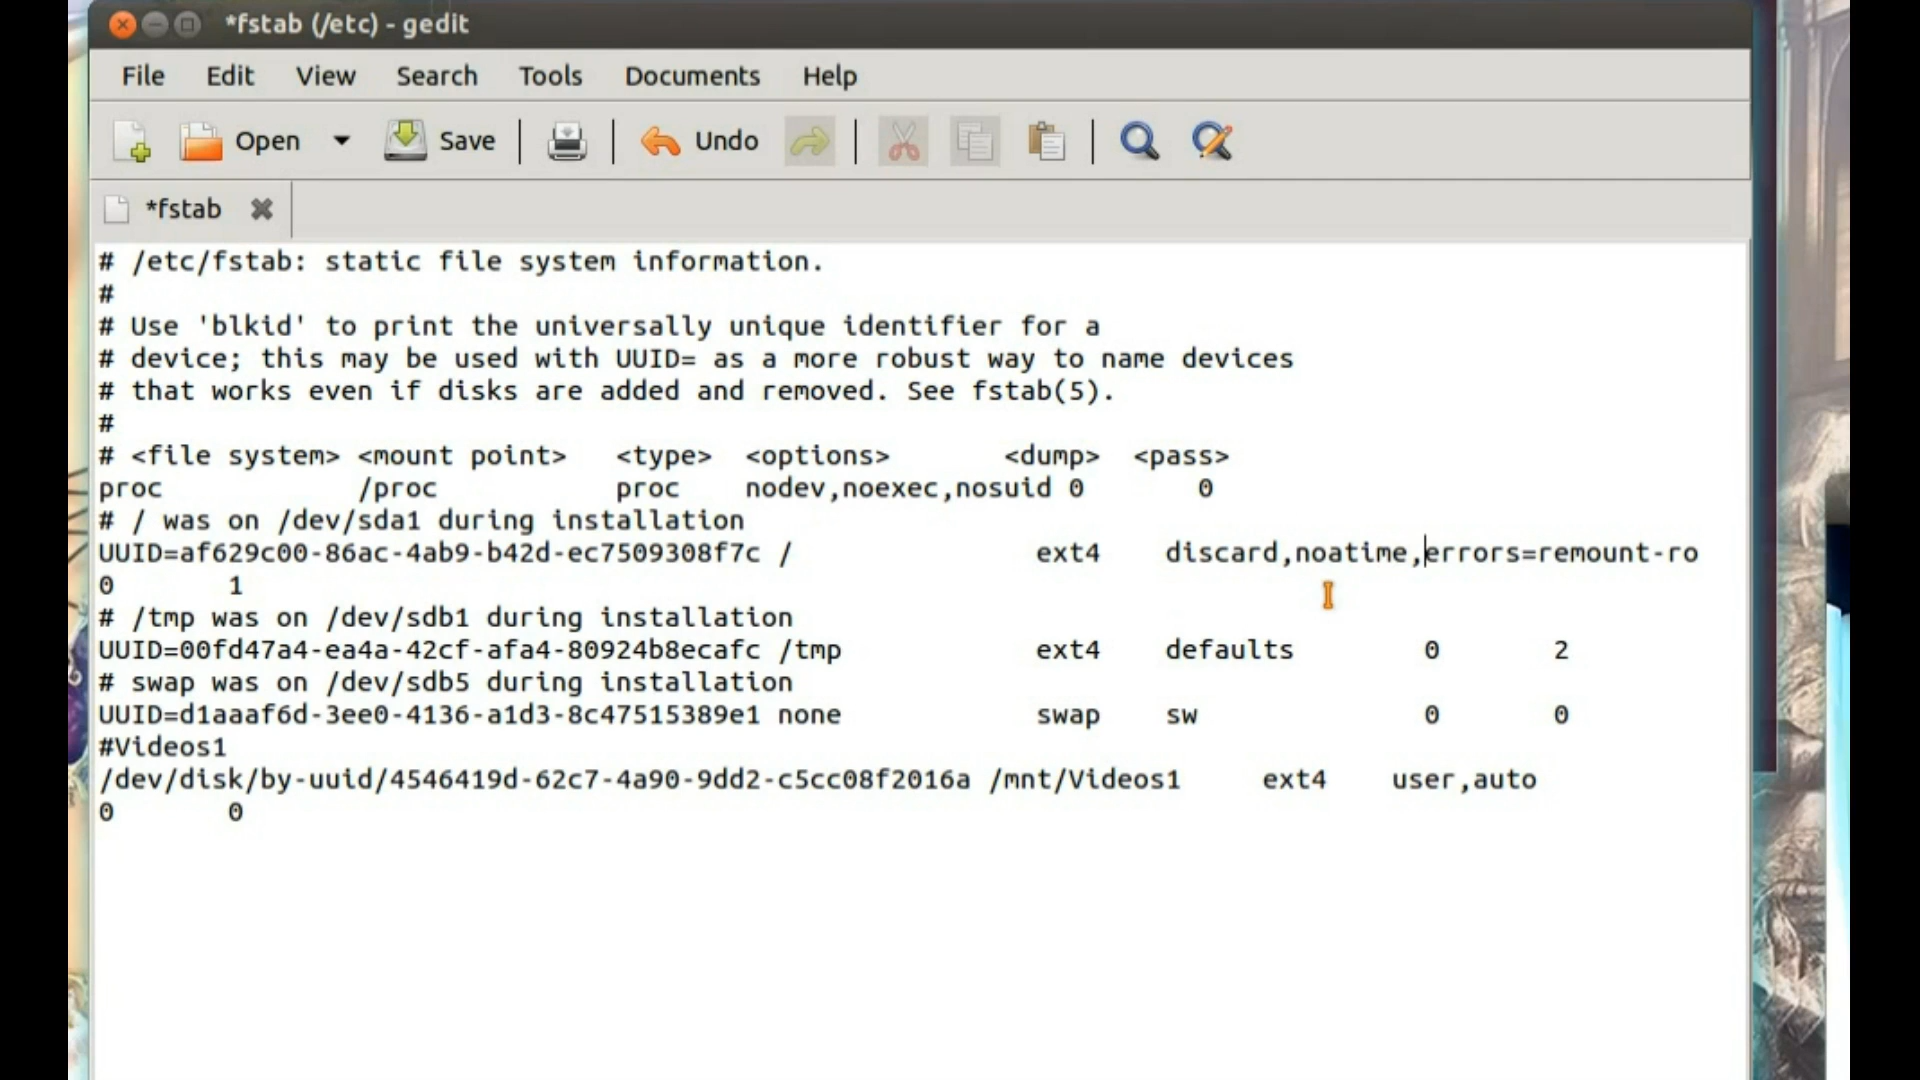 *fstab (/etc) - gedit
File Edit View Search Tools Documents Help
Open Save Undo
*fstab
# /etc/fstab: static file system information.
#
# Use 'blkid' to print the universally unique identifier for a
# device; this may be used with UUID= as a more robust way to name devices
# that works even if disks are added and removed. See fstab(5).
#
# <file system> <mount point>   <type>  <options>       <dump>  <pass>
proc            /proc           proc    nodev,noexec,nosuid 0       0
# / was on /dev/sda1 during installation
UUID=af629c00-86ac-4ab9-b42d-ec7509308f7c /               ext4    discard,noatime,errors=remount-ro
0       1
# /tmp was on /dev/sdb1 during installation
UUID=00fd47a4-ea4a-42cf-afa4-80924b8ecafc /tmp            ext4    defaults        0       2
# swap was on /dev/sdb5 during installation
UUID=d1aaaf6d-3ee0-4136-a1d3-8c47515389e1 none            swap    sw              0       0
#Videos1
/dev/disk/by-uuid/4546419d-62c7-4a90-9dd2-c5cc08f2016a /mnt/Videos1     ext4    user,auto
0       0